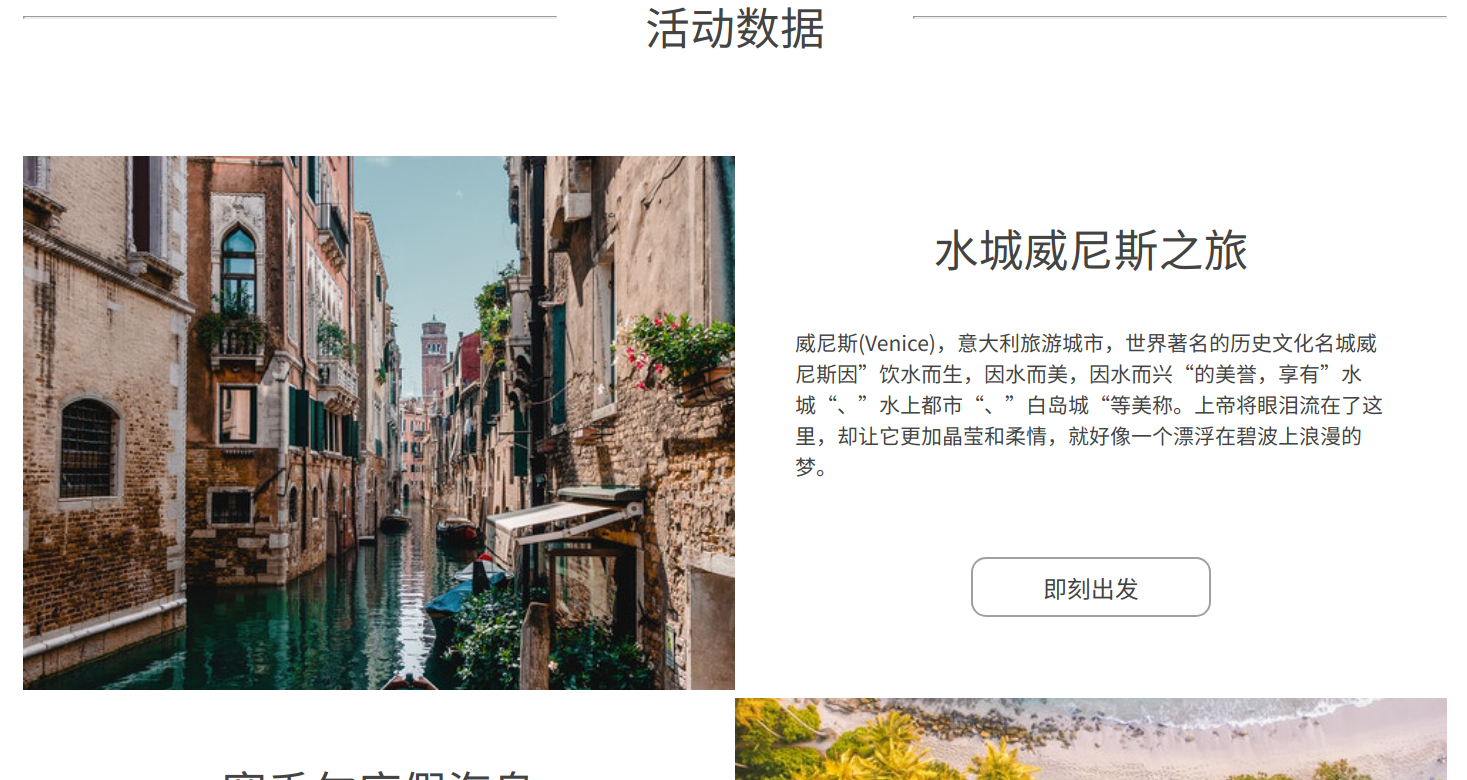 活动数据
水城威尼斯之旅
威尼斯(Venice)，意大利旅游城市，世界著名的历史文化名城威
尼斯因”饮水而生，因水而美，因水而兴“的美誉，享有”水
城“、”水上都市“、”白岛城“等美称。上帝将眼泪流在了这
里，却让它更加晶莹和柔情，就好像一个漂浮在碧波上浪漫的
梦。
即刻出发